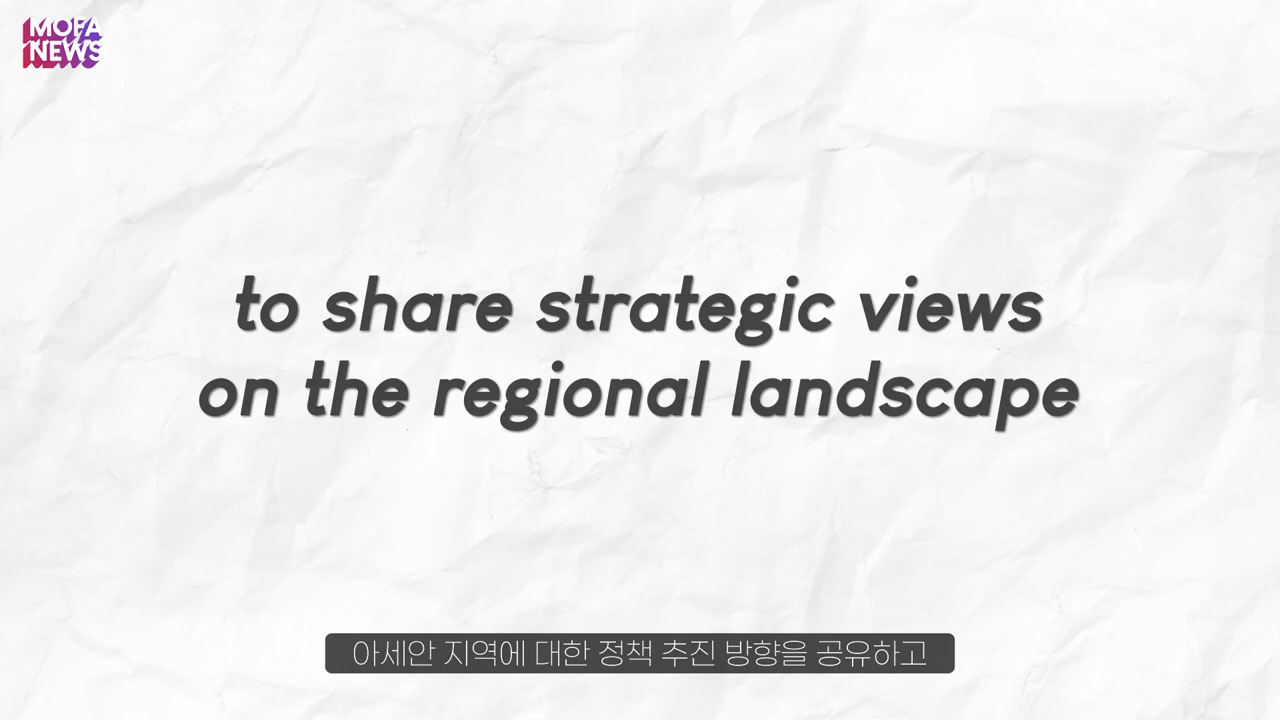 MOFA
NEWS
to share strategic views
on the regional landscape
아세안 지역에 대한 정책 추진 방향을 공유하고